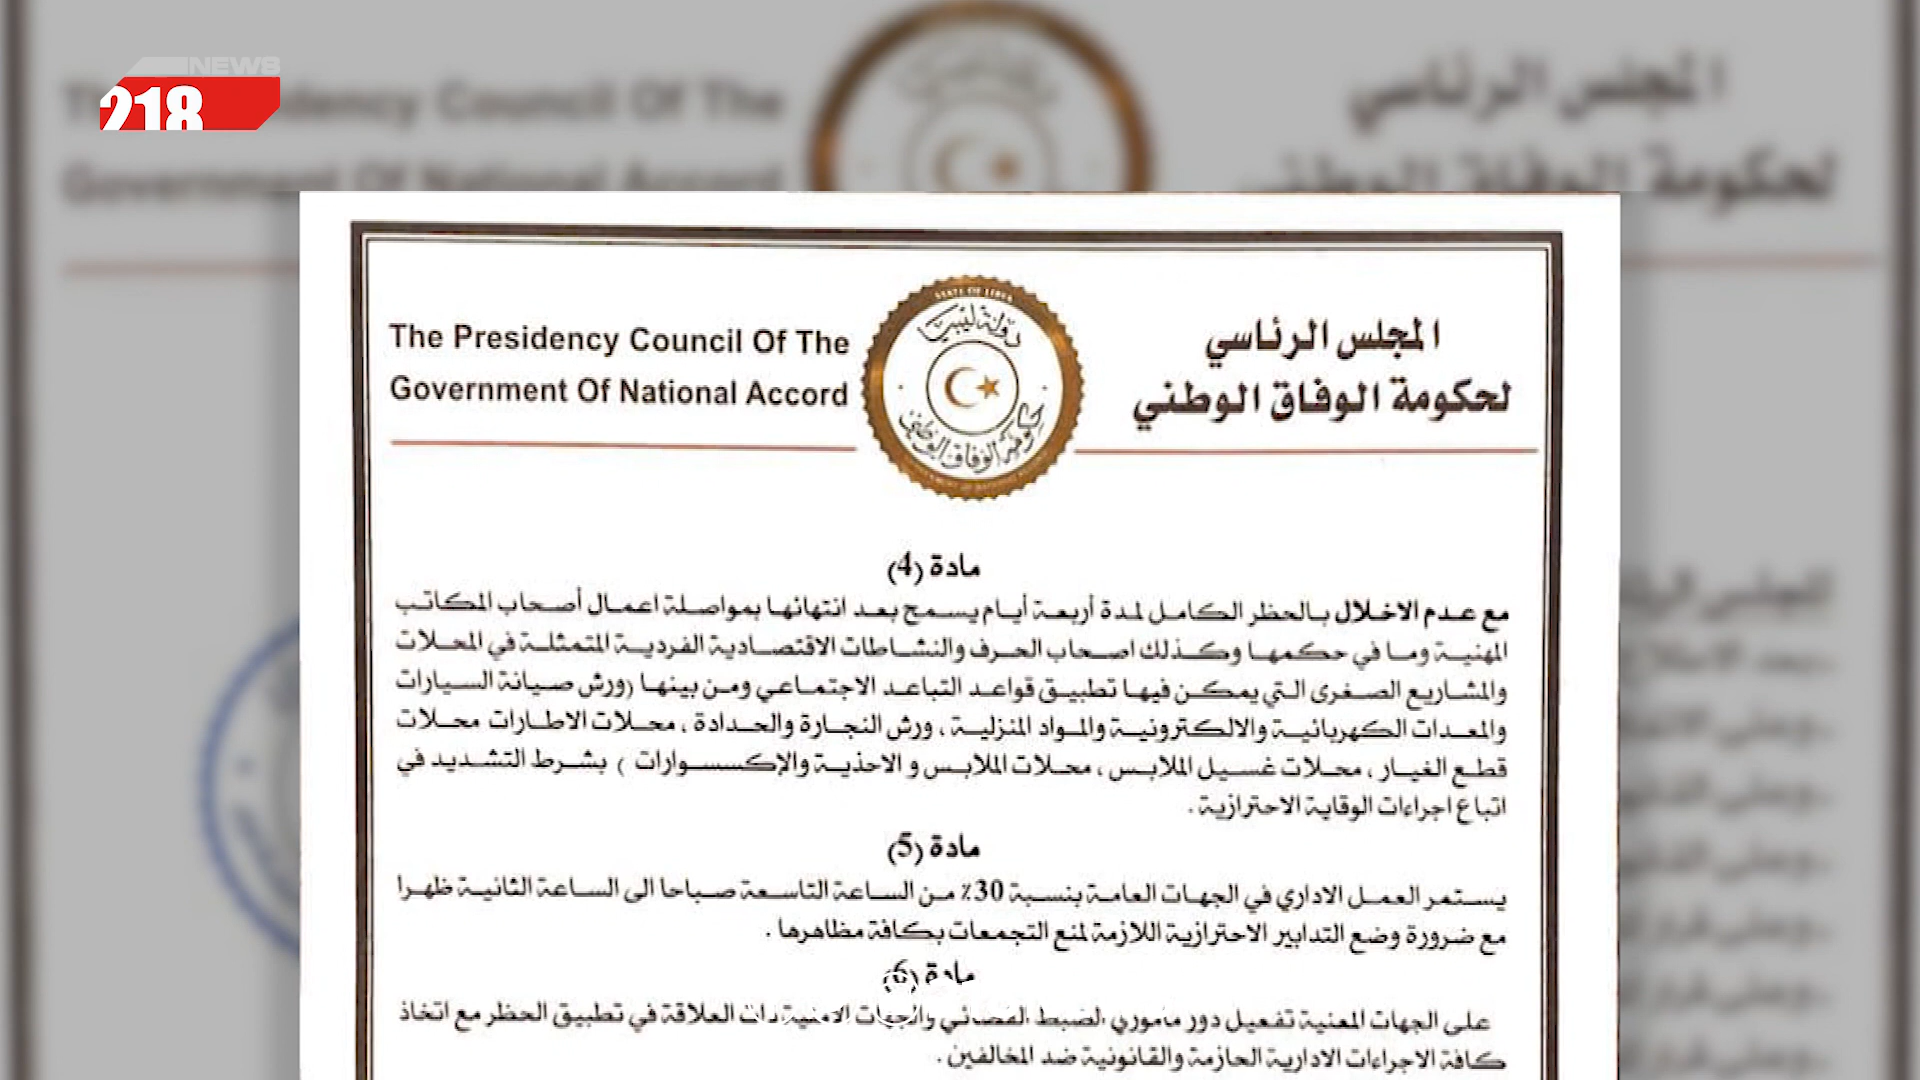 NEWS
218
The Presidency Council Of The
Government Of National Accord
المجلس الرئاسي
لحكومة الوفاق الوطني
STATE OF LIBYA
دولة ليبيا
حكومة الوفاق الوطني
مادة (4)
مع عدم الاخلال بالحظر الكامل لمدة أربعة أيام يسمح بعد انتهائها بمواصلة اعمال أصحاب المكاتب
المهنية وما في حكمها وكذلك اصحاب الحرف والنشاطات الاقتصادية الفردية المتمثلة في المحلات
والمشاريع الصغرى التي يمكن فيها تطبيق قواعد التباعد الاجتماعي ومن بينها (ورش صيانة السيارات
والمعدات الكهربائية والالكترونية والمواد المنزلية ، ورش النجارة والحدادة ، محلات الاطارات محلات
قطع الغيار ، محلات غسيل الملابس ، محلات الملابس و الاحذية والإكسسوارات ) بشرط التشديد في
اتباع اجراءات الوقاية الاحترازية .
مادة (5)
يستمر العمل الاداري في الجهات العامة بنسبة 30٪ من الساعة التاسعة صباحا الى الساعة الثانية ظهرا
مع ضرورة وضع التدابير الاحترازية اللازمة لمنع التجمعات بكافة مظاهرها .
مادة (6)
على الجهات المعنية تفعيل دور مأموري الضبط القضائي والجهات الامنية ذات العلاقة في تطبيق الحظر مع اتخاذ
كافة الاجراءات الادارية الحازمة والقانونية ضد المخالفين .